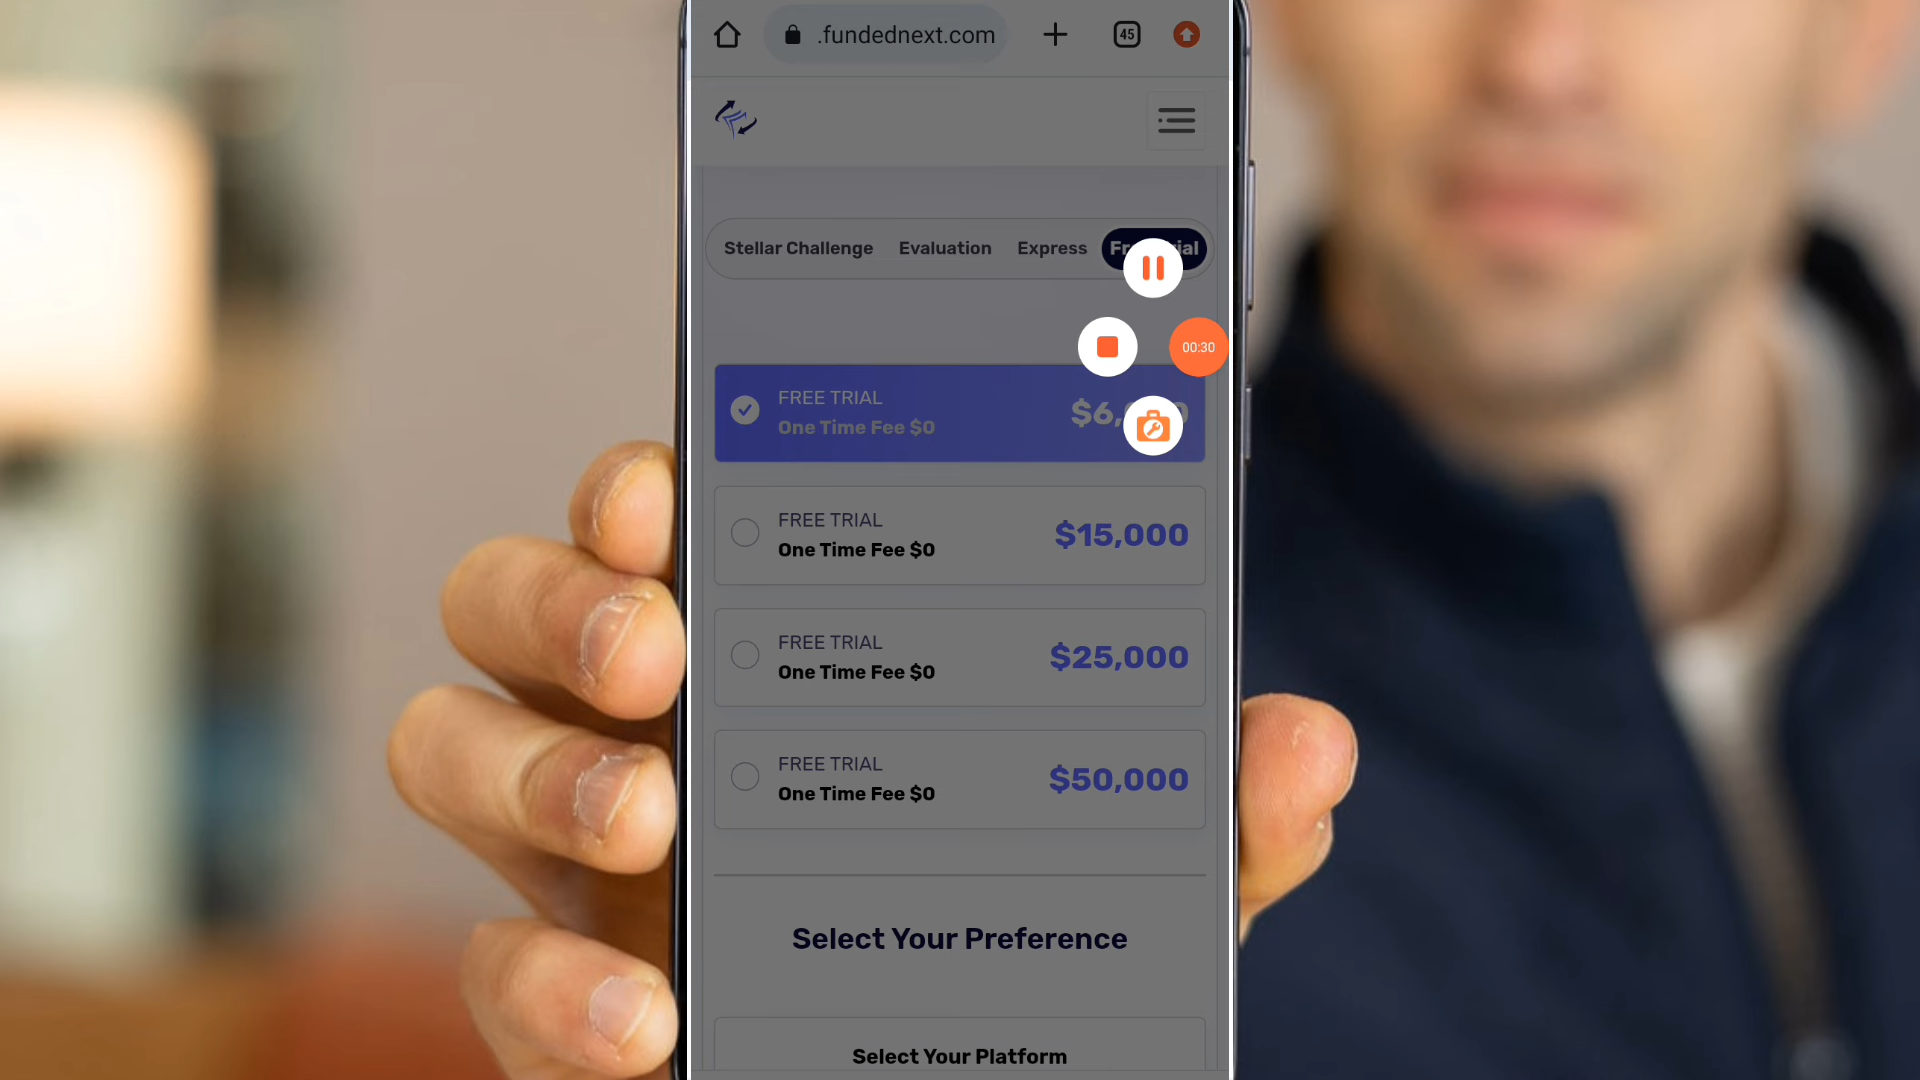 .fundednext.com
45
Stellar Challenge Evaluation Express
00:30
FREE TRIAL
One Time Fee $0
FREE TRIAL
One Time Fee $0
$15,000
FREE TRIAL
One Time Fee $0
$25,000
FREE TRIAL
One Time Fee $0
$50,000
Select Your Preference
Select Your Platform